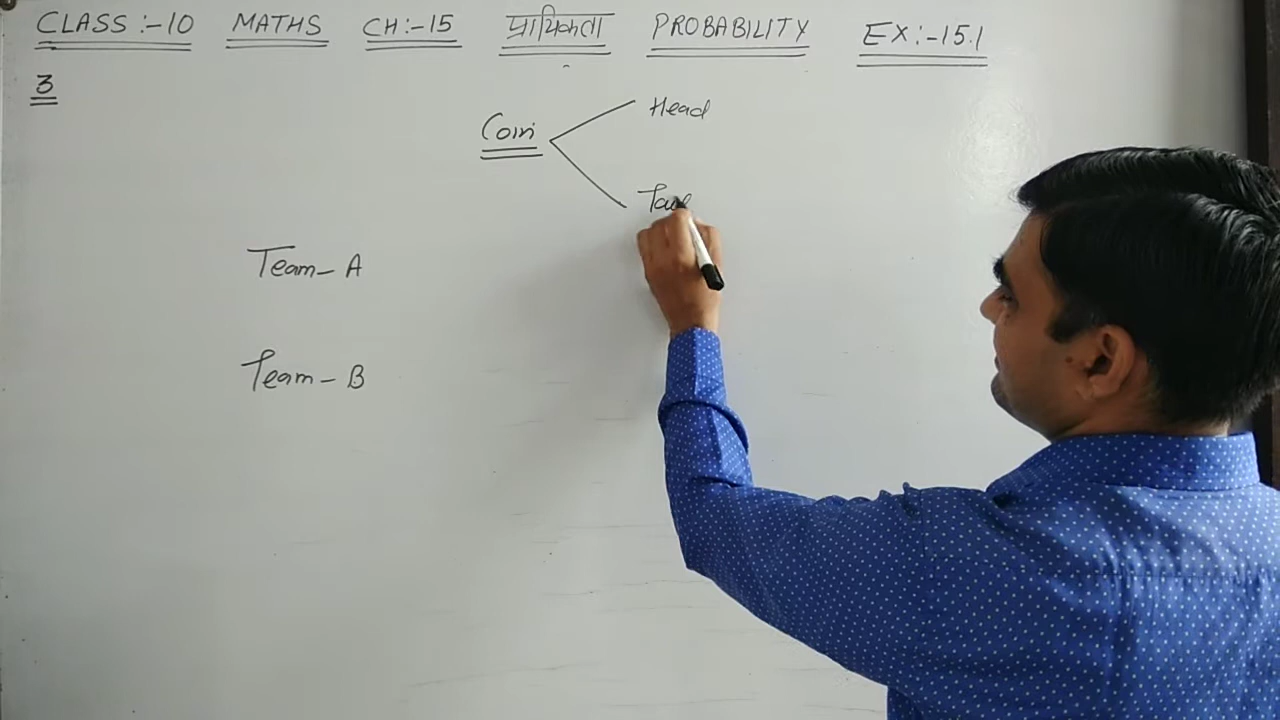 CLASS :- 10 MATHS CH :- 15 प्रायिकता PROBABILITY EX :- 15.1
3
Coin
Head
Tail
Team - A
Team - B